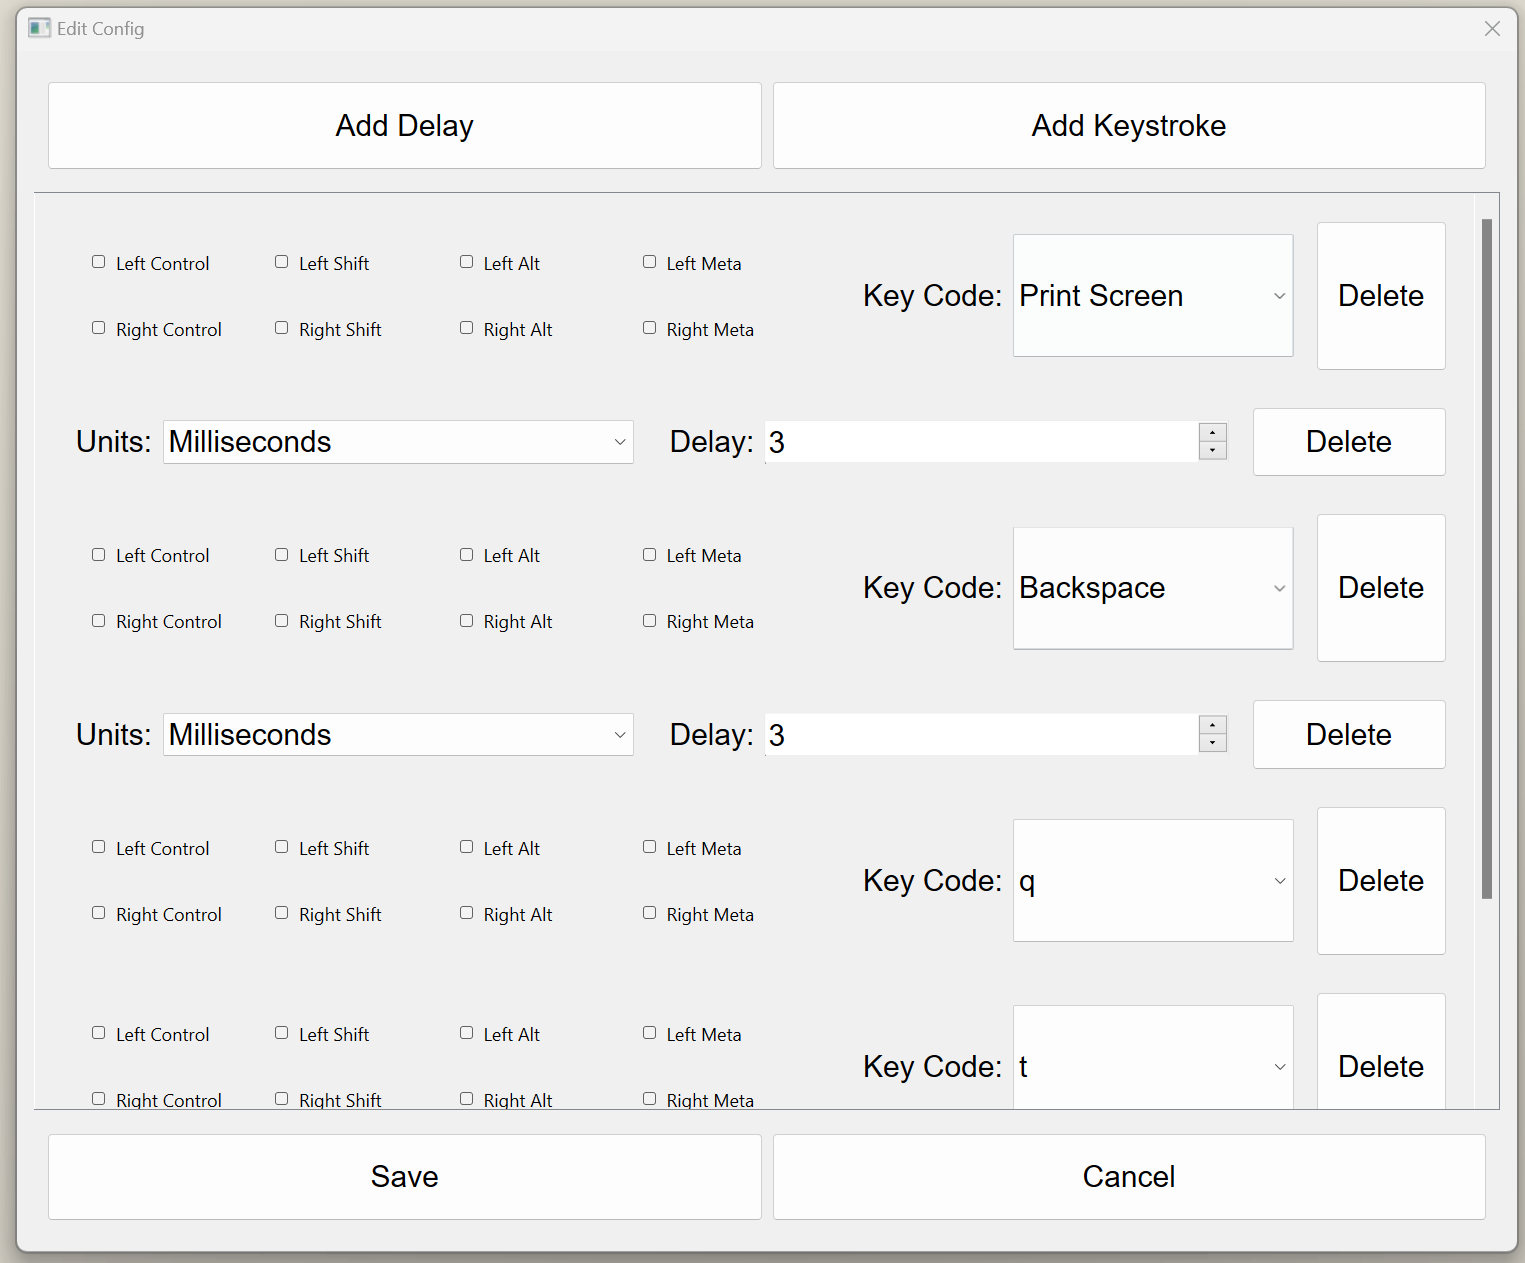 Edit Config
Add Delay Add Keystroke
Left Control Left Shift Left Alt Left Meta
Key Code: Print Screen Delete
Right Control Right Shift Right Alt Right Meta
Units: Milliseconds Delay: 3 Delete
Left Control Left Shift Left Alt Left Meta
Key Code: Backspace Delete
Right Control Right Shift Right Alt Right Meta
Units: Milliseconds Delay: 3 Delete
Left Control Left Shift Left Alt Left Meta
Key Code: q Delete
Right Control Right Shift Right Alt Right Meta
Left Control Left Shift Left Alt Left Meta
Key Code: t Delete
Right Control Right Shift Right Alt Right Meta
Save Cancel